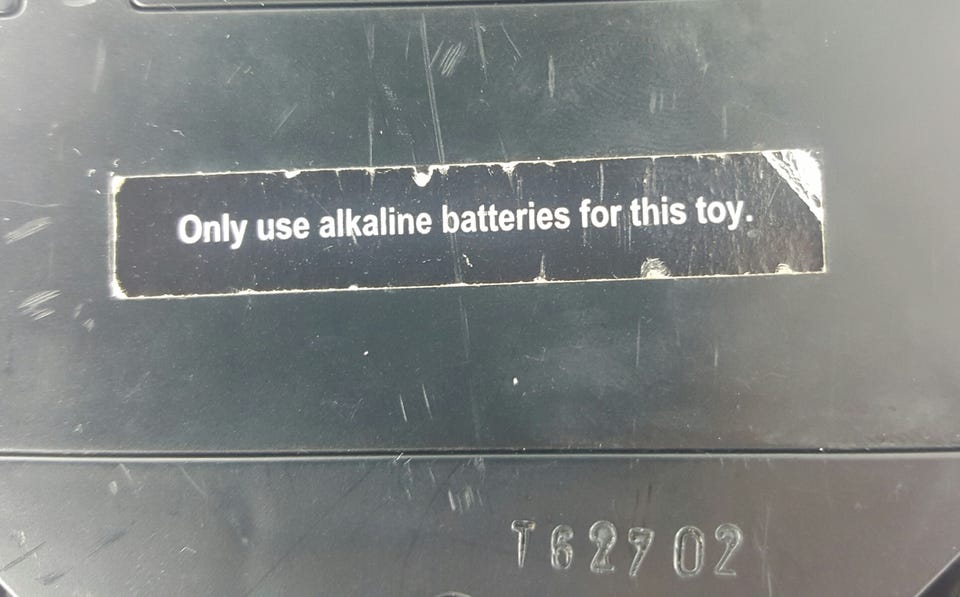 Only use alkaline batteries for this toy.
T62702